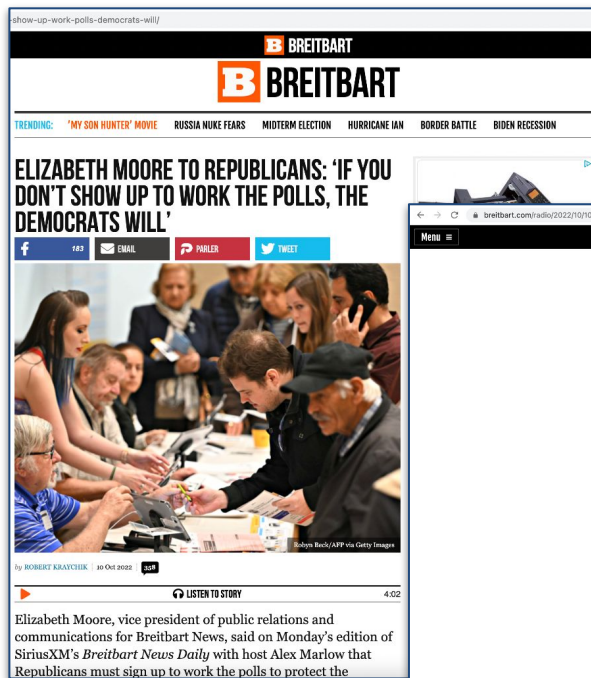 -show-up-work-polls-democrats-will/
B BREITBART
B BREITBART
TRENDING: 'MY SON HUNTER' MOVIE RUSSIA NUKE FEARS MIDTERM ELECTION HURRICANE IAN BORDER BATTLE BIDEN RECESSION
ELIZABETH MOORE TO REPUBLICANS: 'IF YOU
DON'T SHOW UP TO WORK THE POLLS, THE
DEMOCRATS WILL'
f 183 EMAIL PARLER TWEET
Robyn Beck/AFP via Getty Images
by ROBERT KRAYCHIK | 10 Oct 2022 | 358
LISTEN TO STORY 4:02
Elizabeth Moore, vice president of public relations and
communications for Breitbart News, said on Monday's edition of
SiriusXM's Breitbart News Daily with host Alex Marlow that
Republicans must sign up to work the polls to protect the
breitbart.com/radio/2022/10/10
Menu